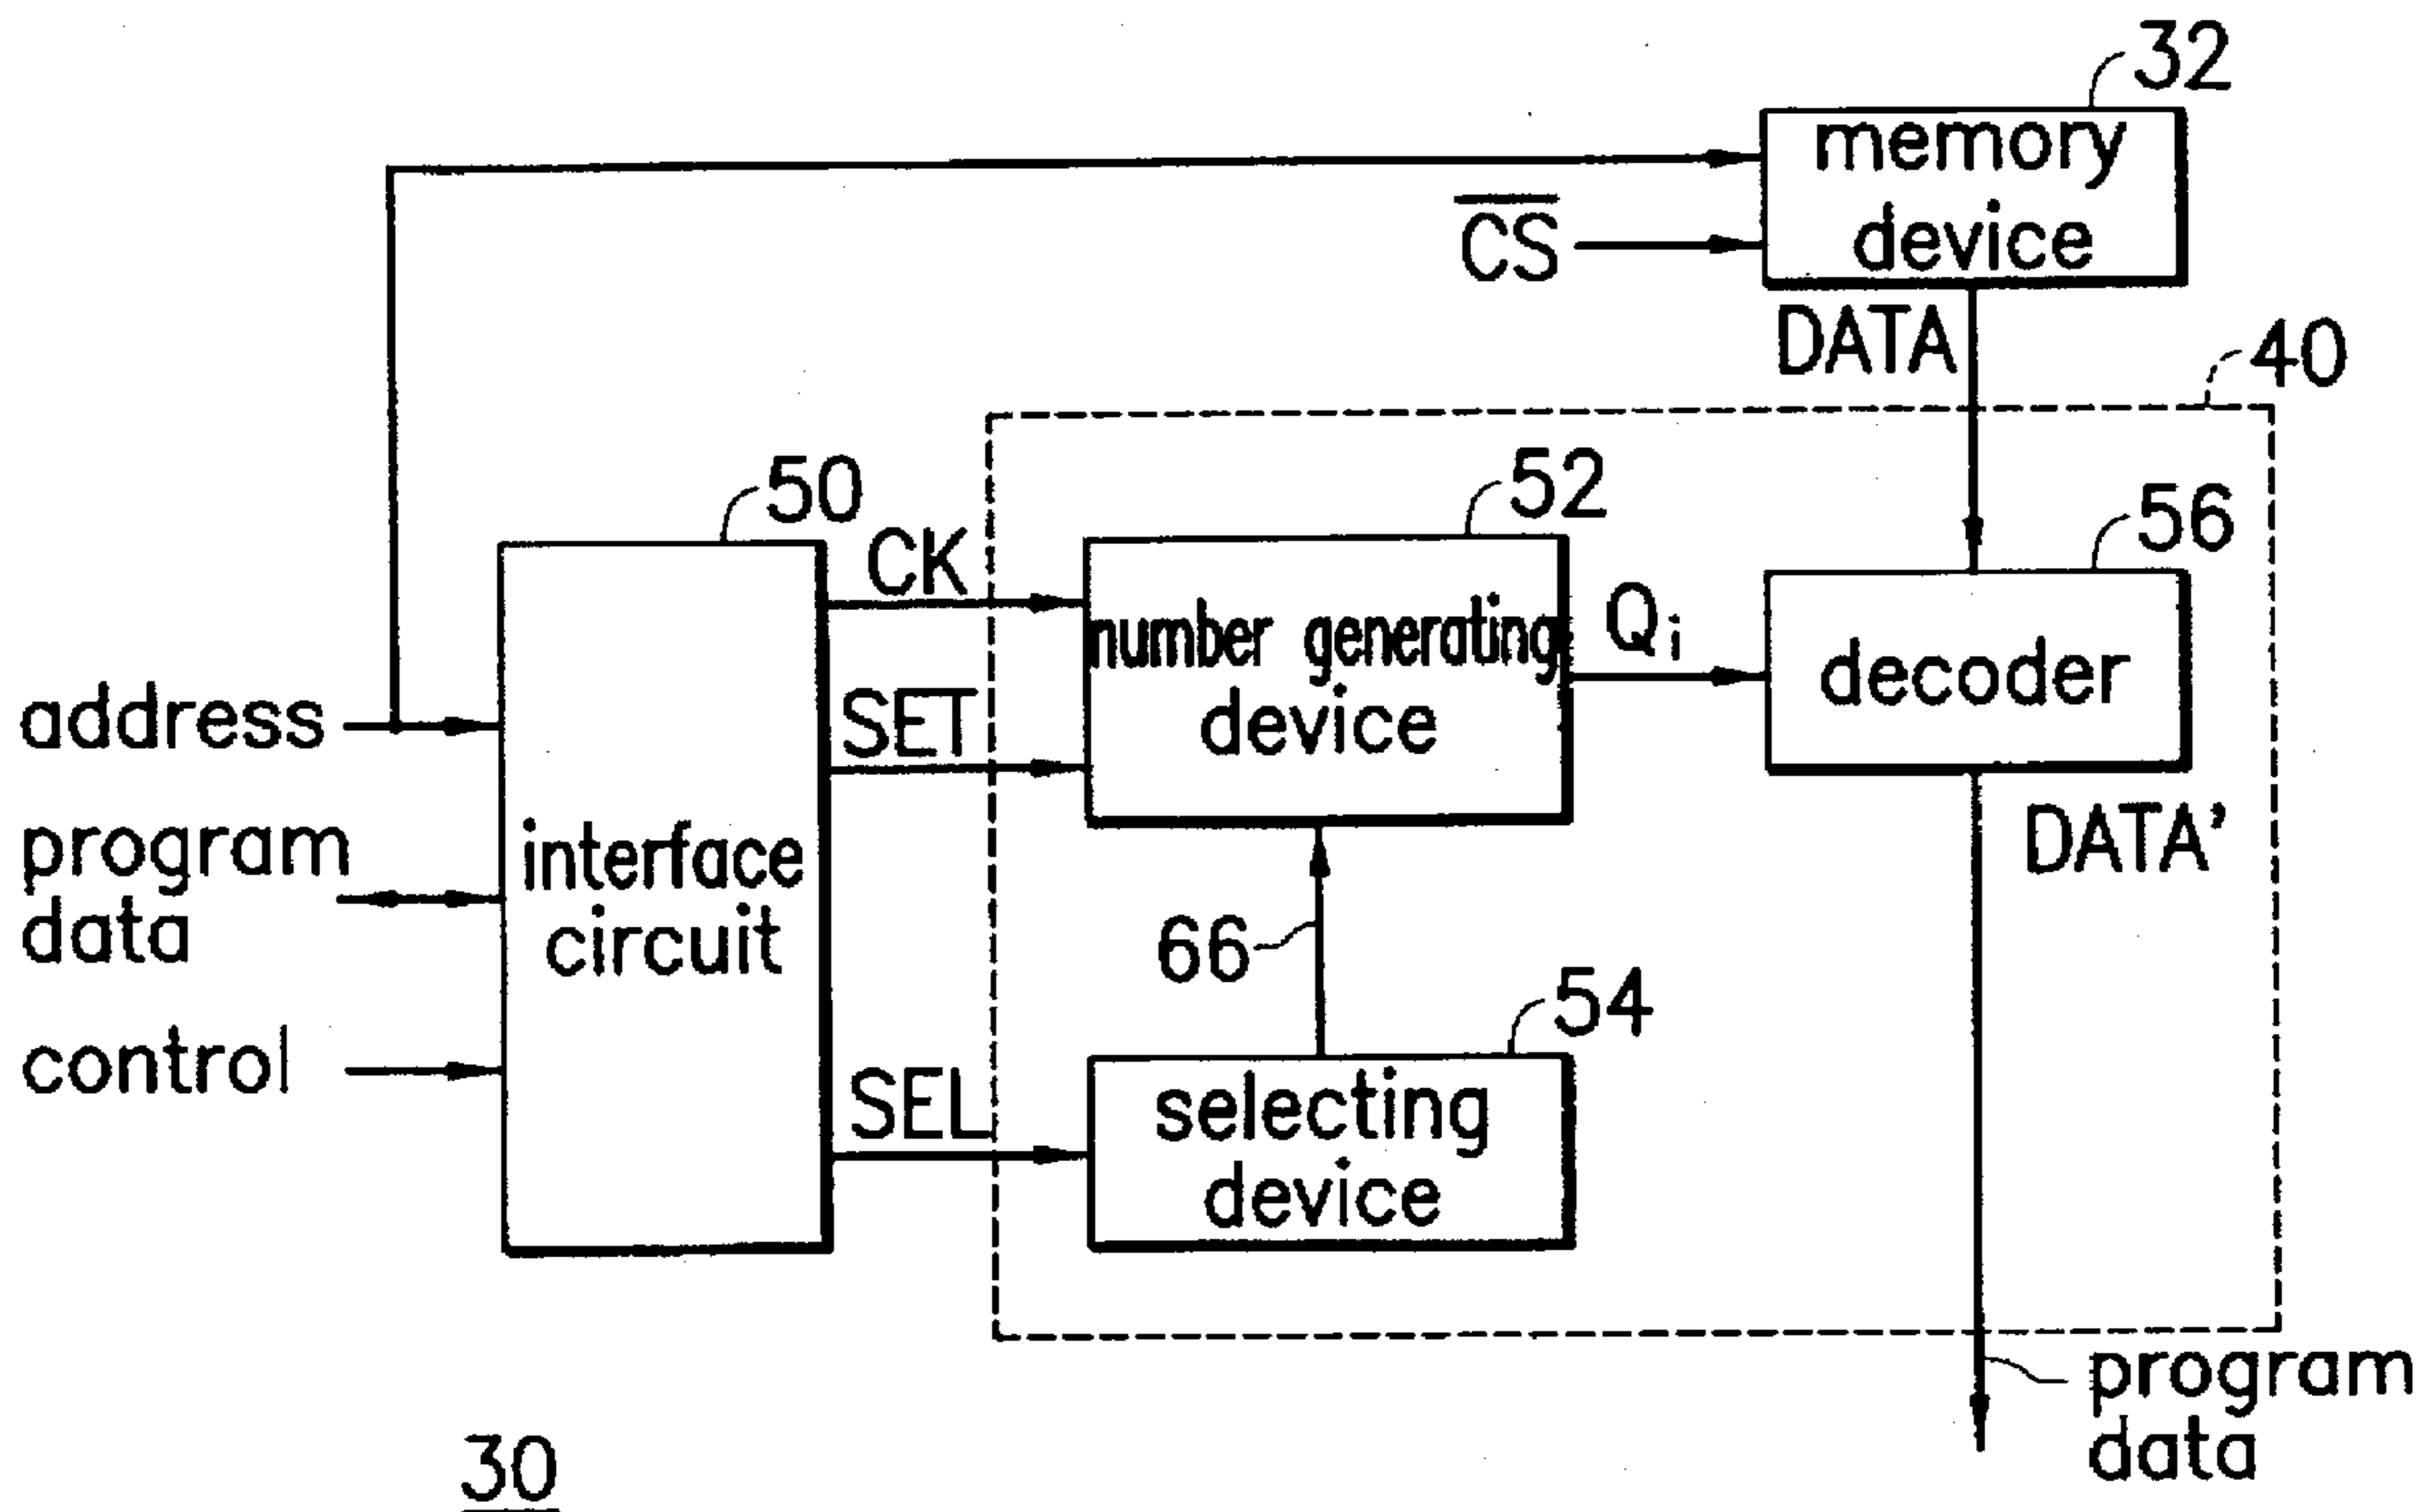 32
memory
device
C̅S̅
DATA
40
50
52
56
CK
number generating
device
Qi
decoder
address
SET
DATA'
program
data
interface
circuit
66
54
control
SEL
selecting
device
program
data
30